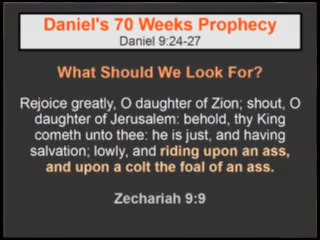 Daniel's 70 Weeks Prophecy
Daniel 9:24-27
What Should We Look For?
Rejoice greatly, O daughter of Zion; shout, O
daughter of Jerusalem: behold, thy King
cometh unto thee: he is just, and having
salvation; lowly, and riding upon an ass,
and upon a colt the foal of an ass.
Zechariah 9:9